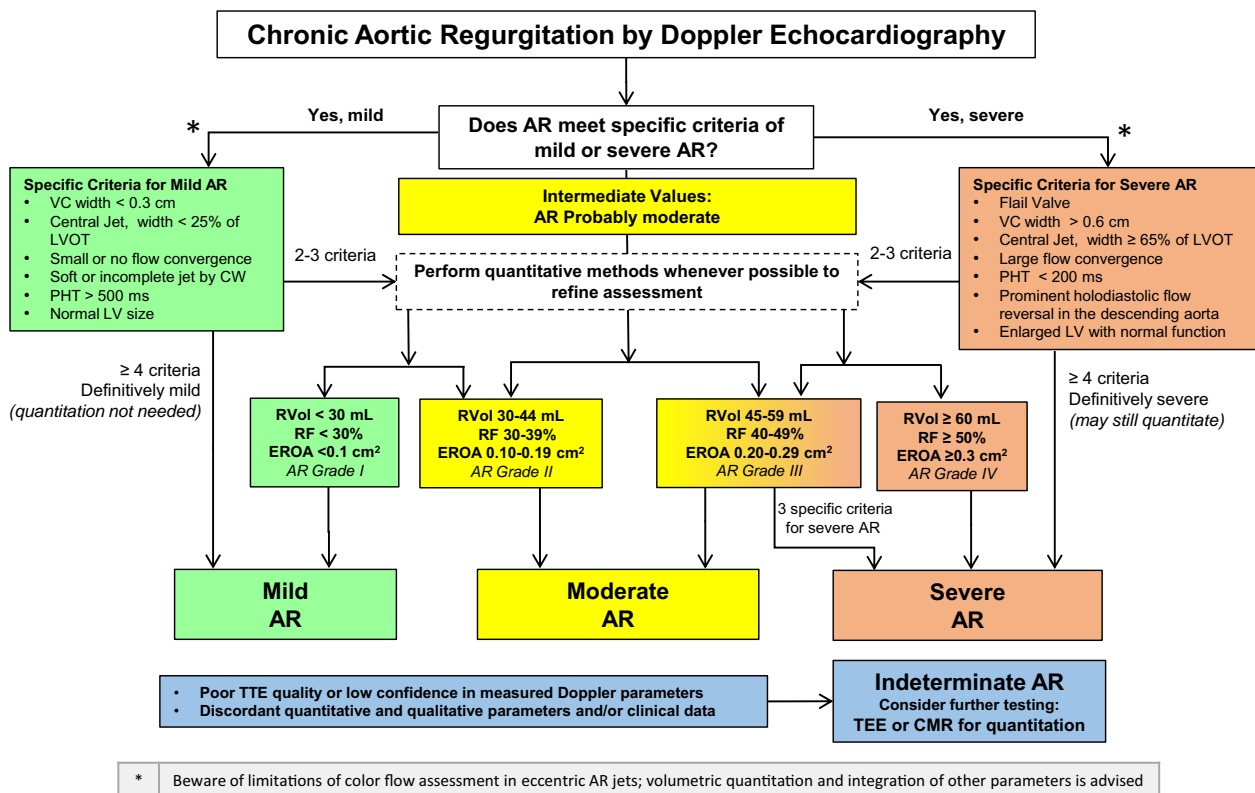 Chronic Aortic Regurgitation by Doppler Echocardiography
Yes, mild
Does AR meet specific criteria of
mild or severe AR?
Yes, severe
*
*
Specific Criteria for Mild AR
• VC width < 0.3 cm
• Central Jet, width < 25% of
LVOT
• Small or no flow convergence
• Soft or incomplete jet by CW
• PHT > 500 ms
• Normal LV size
Intermediate Values:
AR Probably moderate
Specific Criteria for Severe AR
• Flail Valve
• VC width > 0.6 cm
• Central Jet, width ≥ 65% of LVOT
• Large flow convergence
• PHT < 200 ms
• Prominent holodiastolic flow
reversal in the descending aorta
• Enlarged LV with normal function
2-3 criteria
Perform quantitative methods whenever possible to
refine assessment
2-3 criteria
≥ 4 criteria
Definitively mild
(quantitation not needed)
≥ 4 criteria
Definitively severe
(may still quantitate)
RVol < 30 mL
RF < 30%
EROA <0.1 cm²
AR Grade I
RVol 30-44 mL
RF 30-39%
EROA 0.10-0.19 cm²
AR Grade II
RVol 45-59 mL
RF 40-49%
EROA 0.20-0.29 cm²
AR Grade III
RVol ≥ 60 mL
RF ≥ 50%
EROA ≥0.3 cm²
AR Grade IV
3 specific criteria
for severe AR
Mild
AR
Moderate
AR
Severe
AR
• Poor TTE quality or low confidence in measured Doppler parameters
• Discordant quantitative and qualitative parameters and/or clinical data
Indeterminate AR
Consider further testing:
TEE or CMR for quantitation
* Beware of limitations of color flow assessment in eccentric AR jets; volumetric quantitation and integration of other parameters is advised